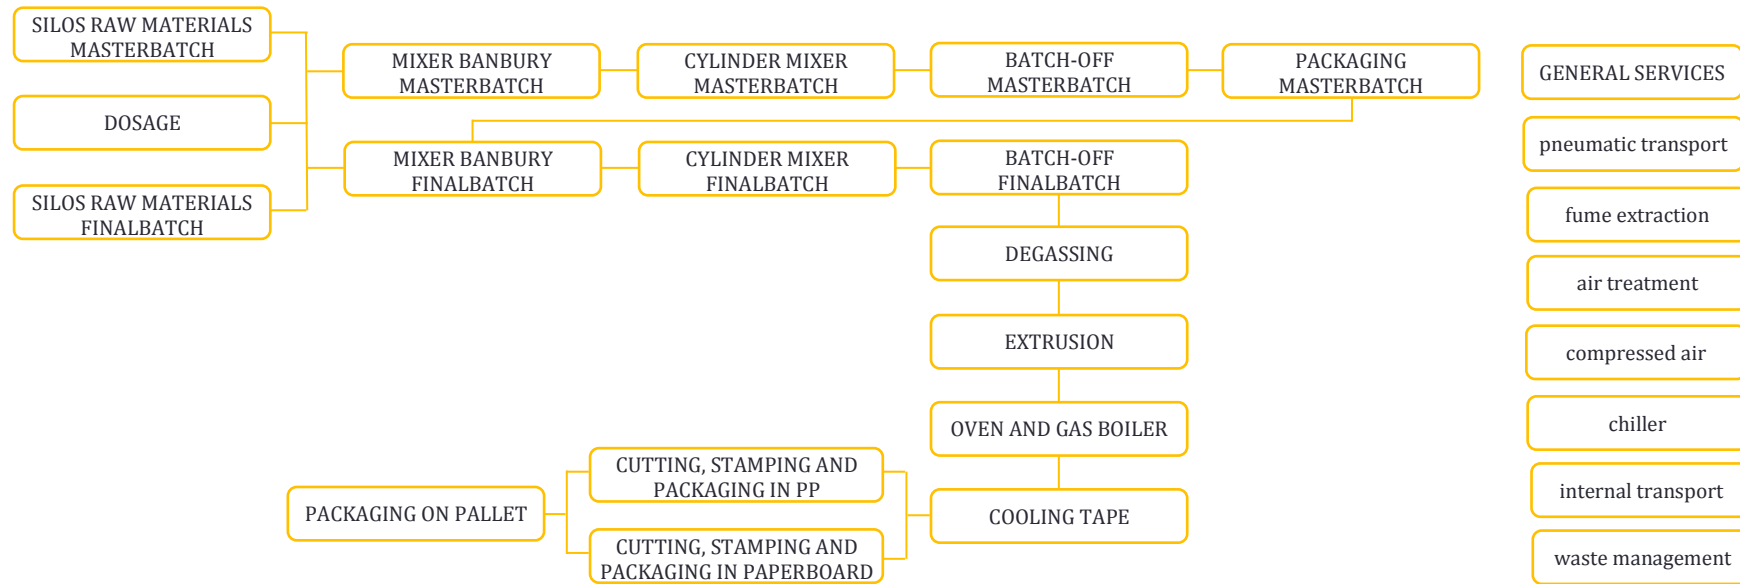 SILOS RAW MATERIALS
MASTERBATCH
DOSAGE
SILOS RAW MATERIALS
FINALBATCH
MIXER BANBURY
MASTERBATCH
CYLINDER MIXER
MASTERBATCH
BATCH-OFF
MASTERBATCH
PACKAGING
MASTERBATCH
MIXER BANBURY
FINALBATCH
CYLINDER MIXER
FINALBATCH
BATCH-OFF
FINALBATCH
DEGASSING
EXTRUSION
OVEN AND GAS BOILER
COOLING TAPE
CUTTING, STAMPING AND
PACKAGING IN PP
CUTTING, STAMPING AND
PACKAGING IN PAPERBOARD
PACKAGING ON PALLET
GENERAL SERVICES
pneumatic transport
fume extraction
air treatment
compressed air
chiller
internal transport
waste management